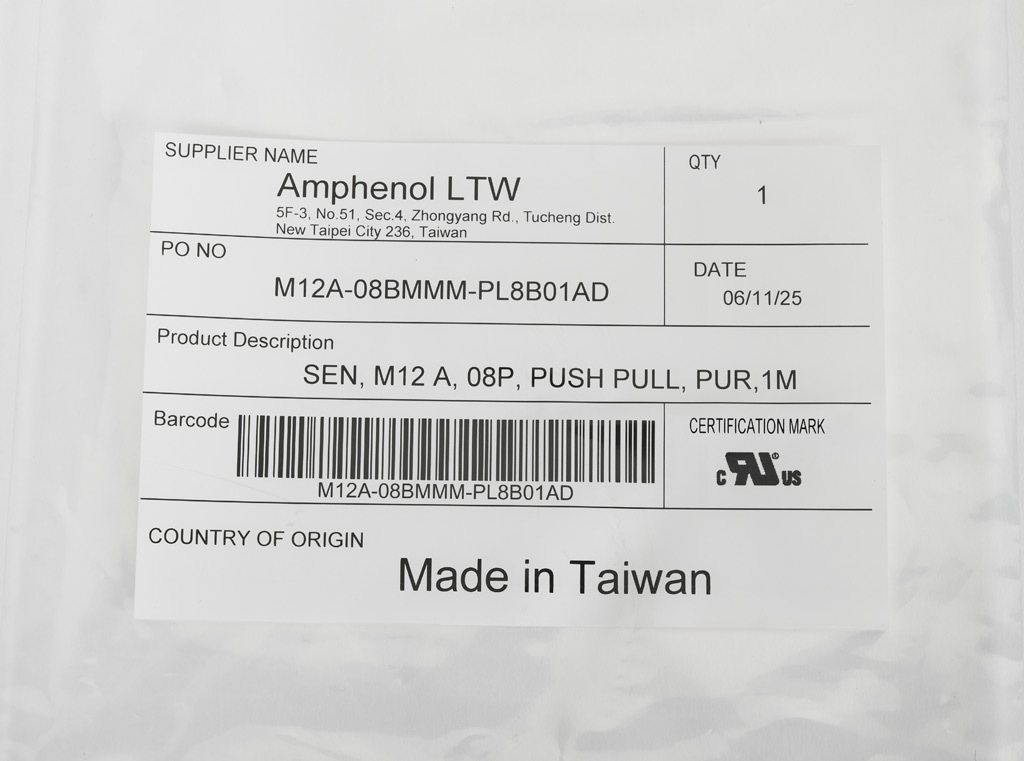 SUPPLIER NAME
Amphenol LTW
5F-3, No.51, Sec.4, Zhongyang Rd., Tucheng Dist.
New Taipei City 236, Taiwan
QTY
1
PO NO
M12A-08BMMM-PL8B01AD
DATE
06/11/25
Product Description
SEN, M12 A, 08P, PUSH PULL, PUR,1M
Barcode
M12A-08BMMM-PL8B01AD
CERTIFICATION MARK
c RU® US
COUNTRY OF ORIGIN
Made in Taiwan